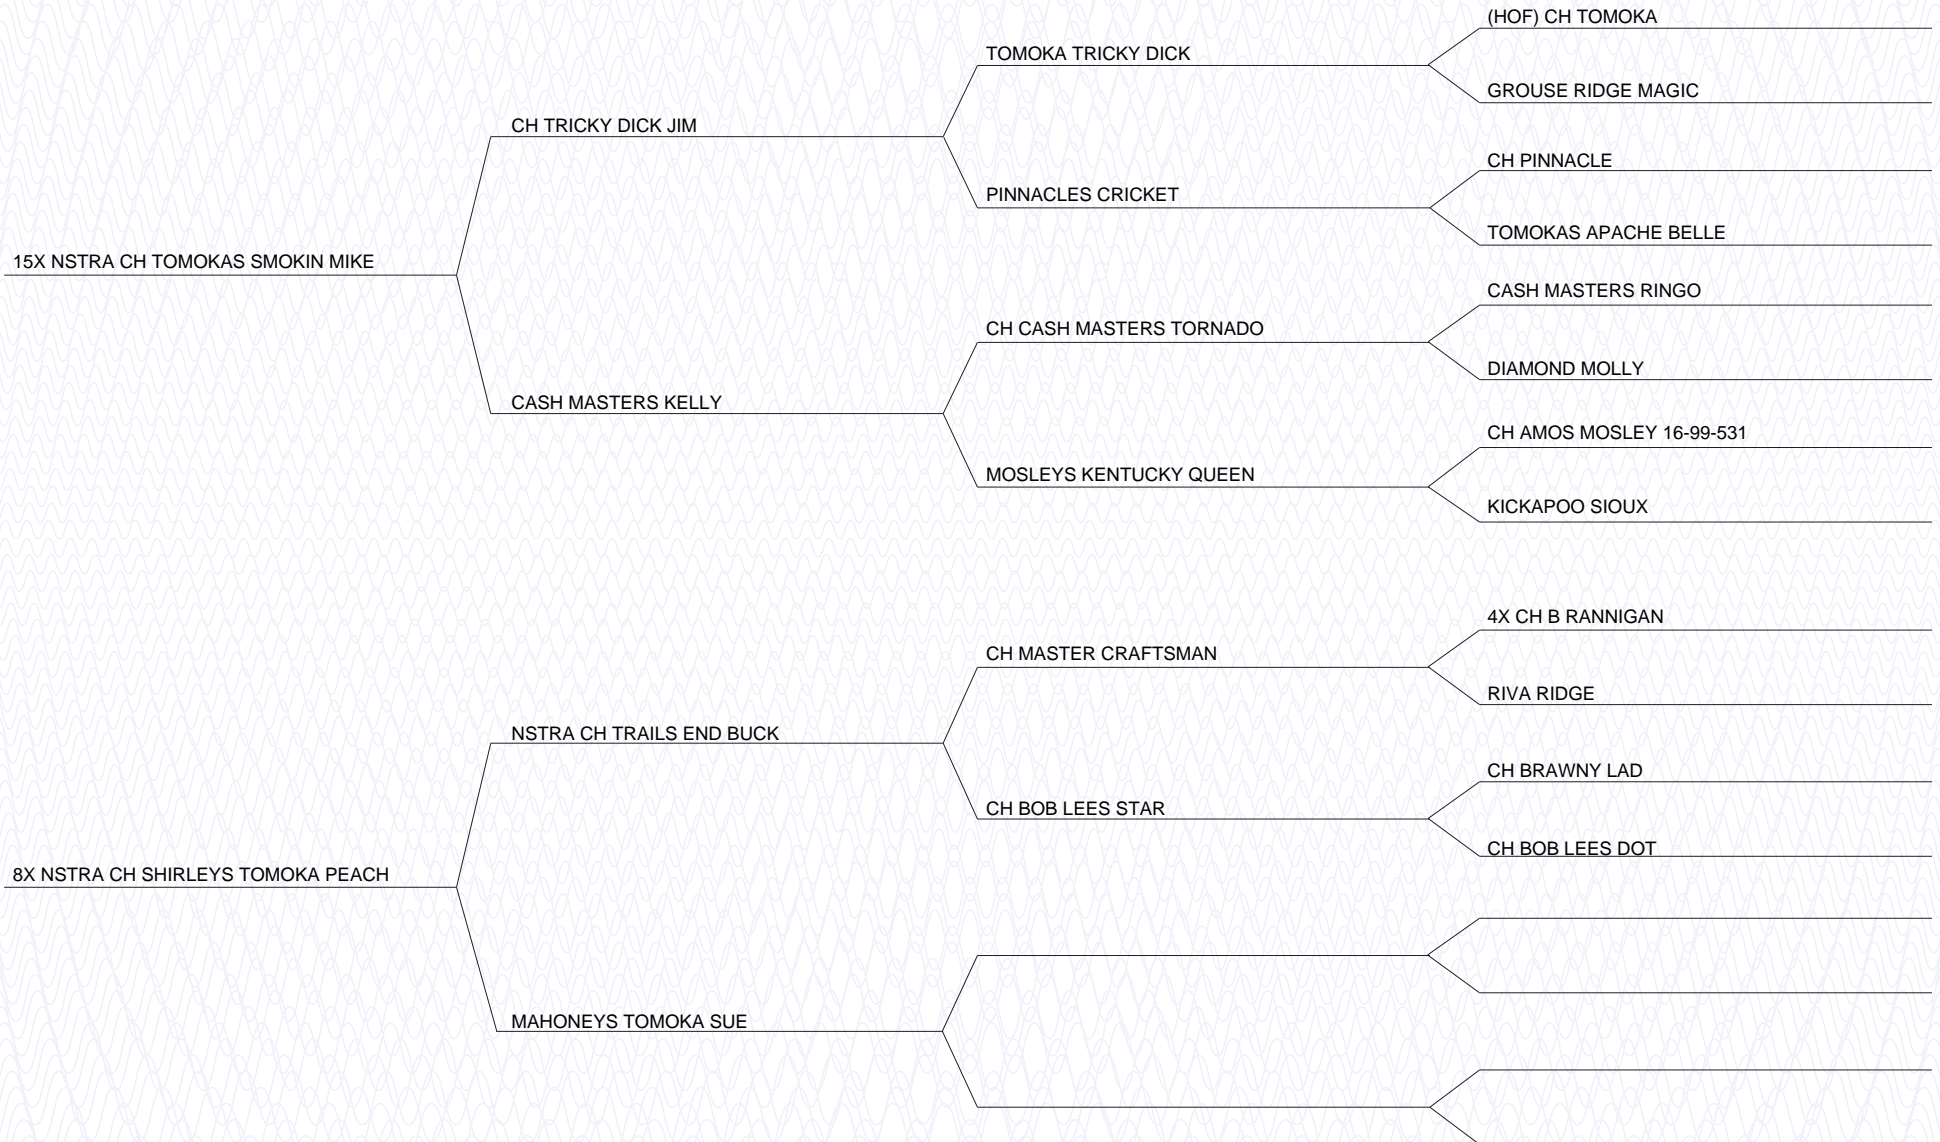 (HOF) CH TOMOKA
TOMOKA TRICKY DICK
GROUSE RIDGE MAGIC
CH TRICKY DICK JIM
CH PINNACLE
PINNACLES CRICKET
TOMOKAS APACHE BELLE
15X NSTRA CH TOMOKAS SMOKIN MIKE
CASH MASTERS RINGO
CH CASH MASTERS TORNADO
DIAMOND MOLLY
CASH MASTERS KELLY
CH AMOS MOSLEY 16-99-531
MOSLEYS KENTUCKY QUEEN
KICKAPOO SIOUX
4X CH B RANNIGAN
CH MASTER CRAFTSMAN
RIVA RIDGE
NSTRA CH TRAILS END BUCK
CH BRAWNY LAD
CH BOB LEES STAR
CH BOB LEES DOT
8X NSTRA CH SHIRLEYS TOMOKA PEACH
MAHONEYS TOMOKA SUE